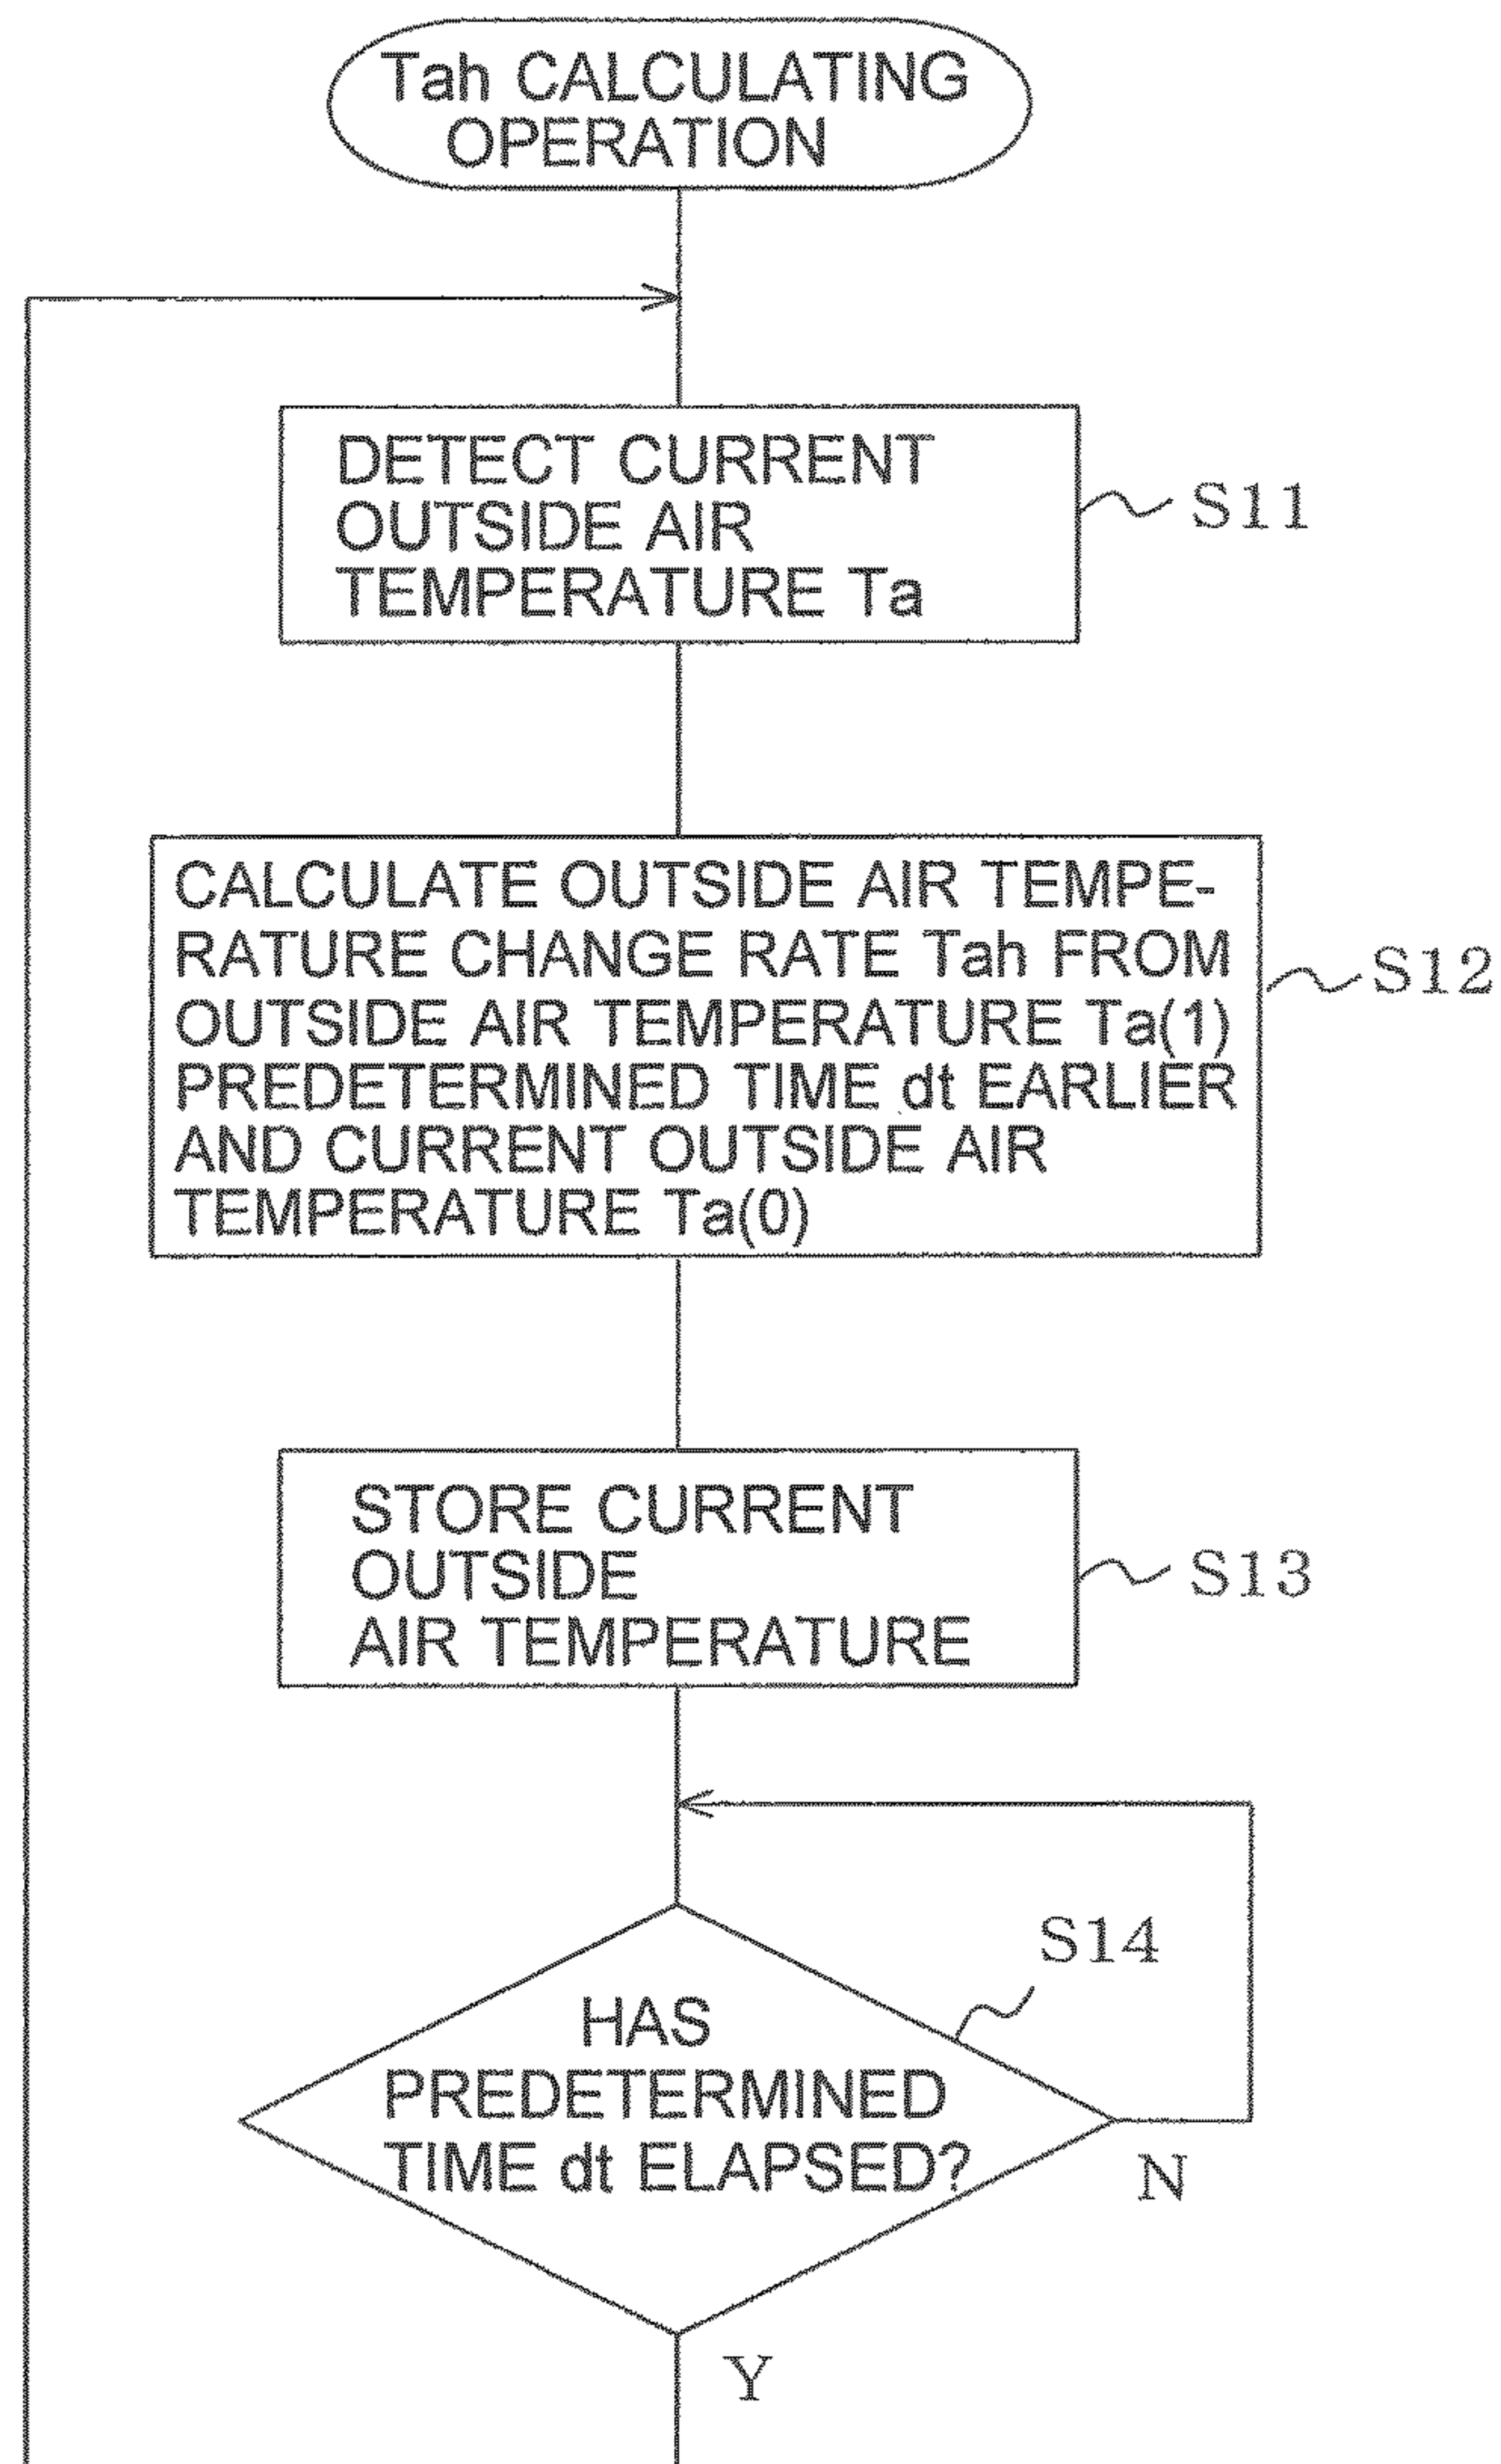 Tah CALCULATING
OPERATION
DETECT CURRENT
OUTSIDE AIR
TEMPERATURE Ta
S11
CALCULATE OUTSIDE AIR TEMPE-
RATURE CHANGE RATE Tah FROM
OUTSIDE AIR TEMPERATURE Ta(1)
PREDETERMINED TIME dt EARLIER
AND CURRENT OUTSIDE AIR
TEMPERATURE Ta(0)
S12
STORE CURRENT
OUTSIDE
AIR TEMPERATURE
S13
S14
HAS
PREDETERMINED
TIME dt ELAPSED?
N
Y